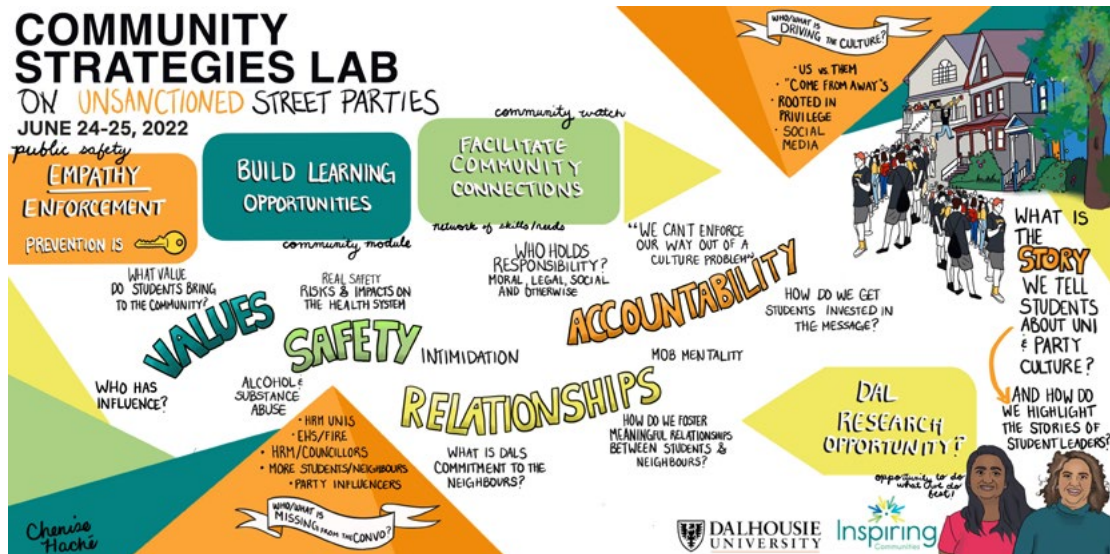 COMMUNITY
STRATEGIES LAB
ON UNSANCTIONED STREET PARTIES
JUNE 24-25, 2022
public safety
EMPATHY
ENFORCEMENT
PREVENTION IS
BUILD LEARNING
OPPORTUNITIES
community module
community watch
FACILITATE
COMMUNITY
CONNECTIONS
network of skills/needs
WHO/WHAT IS
DRIVING THE CULTURE?
• US VS. THEM
• "COME FROM AWAY'S
• ROOTED IN
PRIVILEGE
• SOCIAL
MEDIA
WHAT VALUE
DO STUDENTS BRING
TO THE COMMUNITY?
VALUES
WHO HAS
INFLUENCE?
REAL SAFETY
RISKS & IMPACTS ON
THE HEALTH SYSTEM
SAFETY
INTIMIDATION
ALCOHOL &
SUBSTANCE
ABUSE
WHO HOLDS
RESPONSIBILITY?
MORAL, LEGAL, SOCIAL
AND OTHERWISE
"WE CAN'T ENFORCE
OUR WAY OUT OF A
CULTURE PROBLEM"
ACCOUNTABILITY
HOW DO WE GET
STUDENTS INVESTED IN
THE MESSAGE?
MOB MENTALITY
RELATIONSHIPS
WHAT IS DALS
COMMITMENT TO THE
NEIGHBOURS?
HOW DO WE FOSTER
MEANINGFUL RELATIONSHIPS
BETWEEN STUDENTS &
NEIGHBOURS?
WHAT IS
THE
STORY
WE TELL
STUDENTS
ABOUT UNI
& PARTY
CULTURE?
AND HOW DO
WE HIGHLIGHT
THE STORIES OF
STUDENT LEADERS?
DAL
RESEARCH
OPPORTUNITY?
opportunity to do
what we do
best!
• HRM UNIS
• EHS/FIRE
• HRM/COUNCILLORS
• MORE STUDENTS/NEIGHBOURS
• PARTY INFLUENCERS
WHO/WHAT IS
MISSING FROM THE CONVO?
Chenise
Haché
DALHOUSIE
UNIVERSITY
Inspiring
Communities